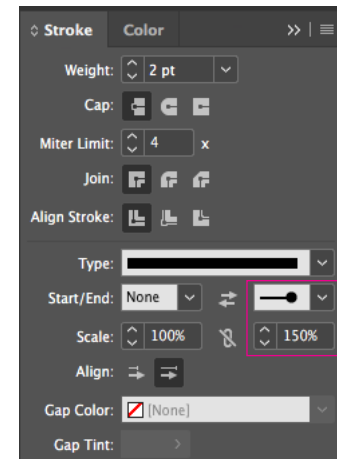 Stroke Color
Weight: 2 pt
Cap:
Miter Limit: 4 x
Join:
Align Stroke:
Type:
Start/End: None
Scale: 100% 150%
Align:
Gap Color: [None]
Gap Tint: